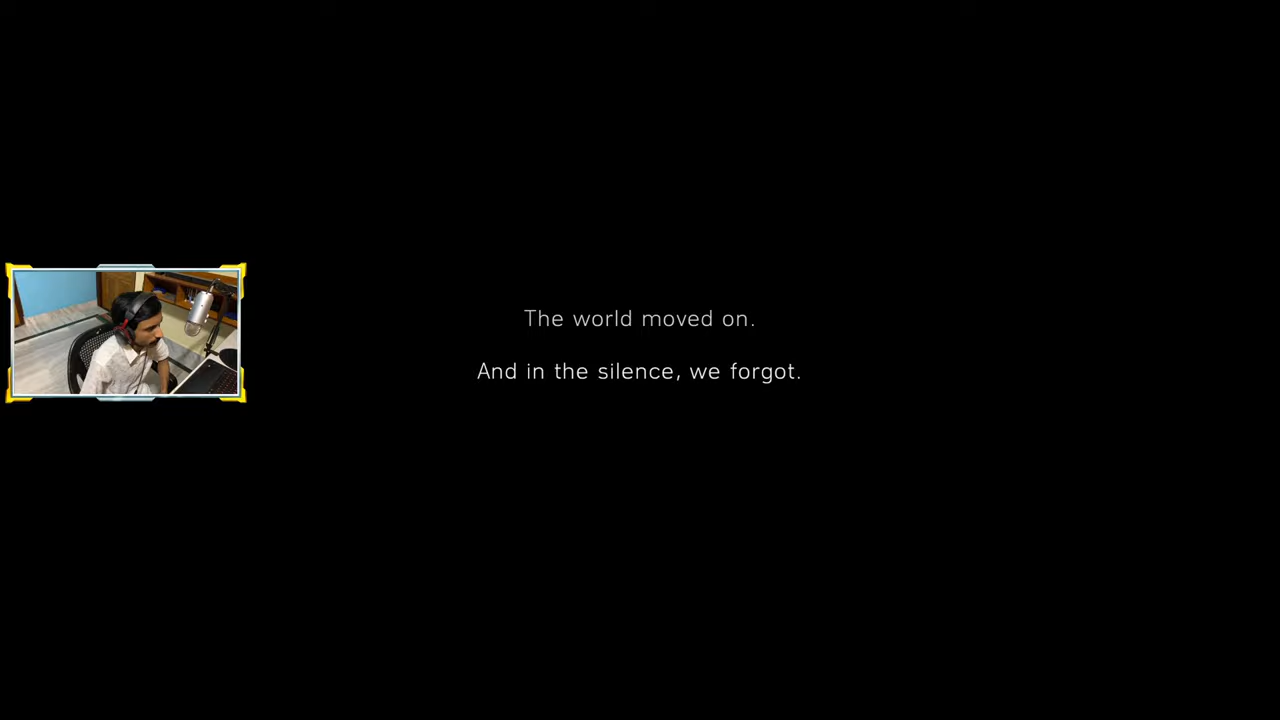 The world moved on.
And in the silence, we forgot.